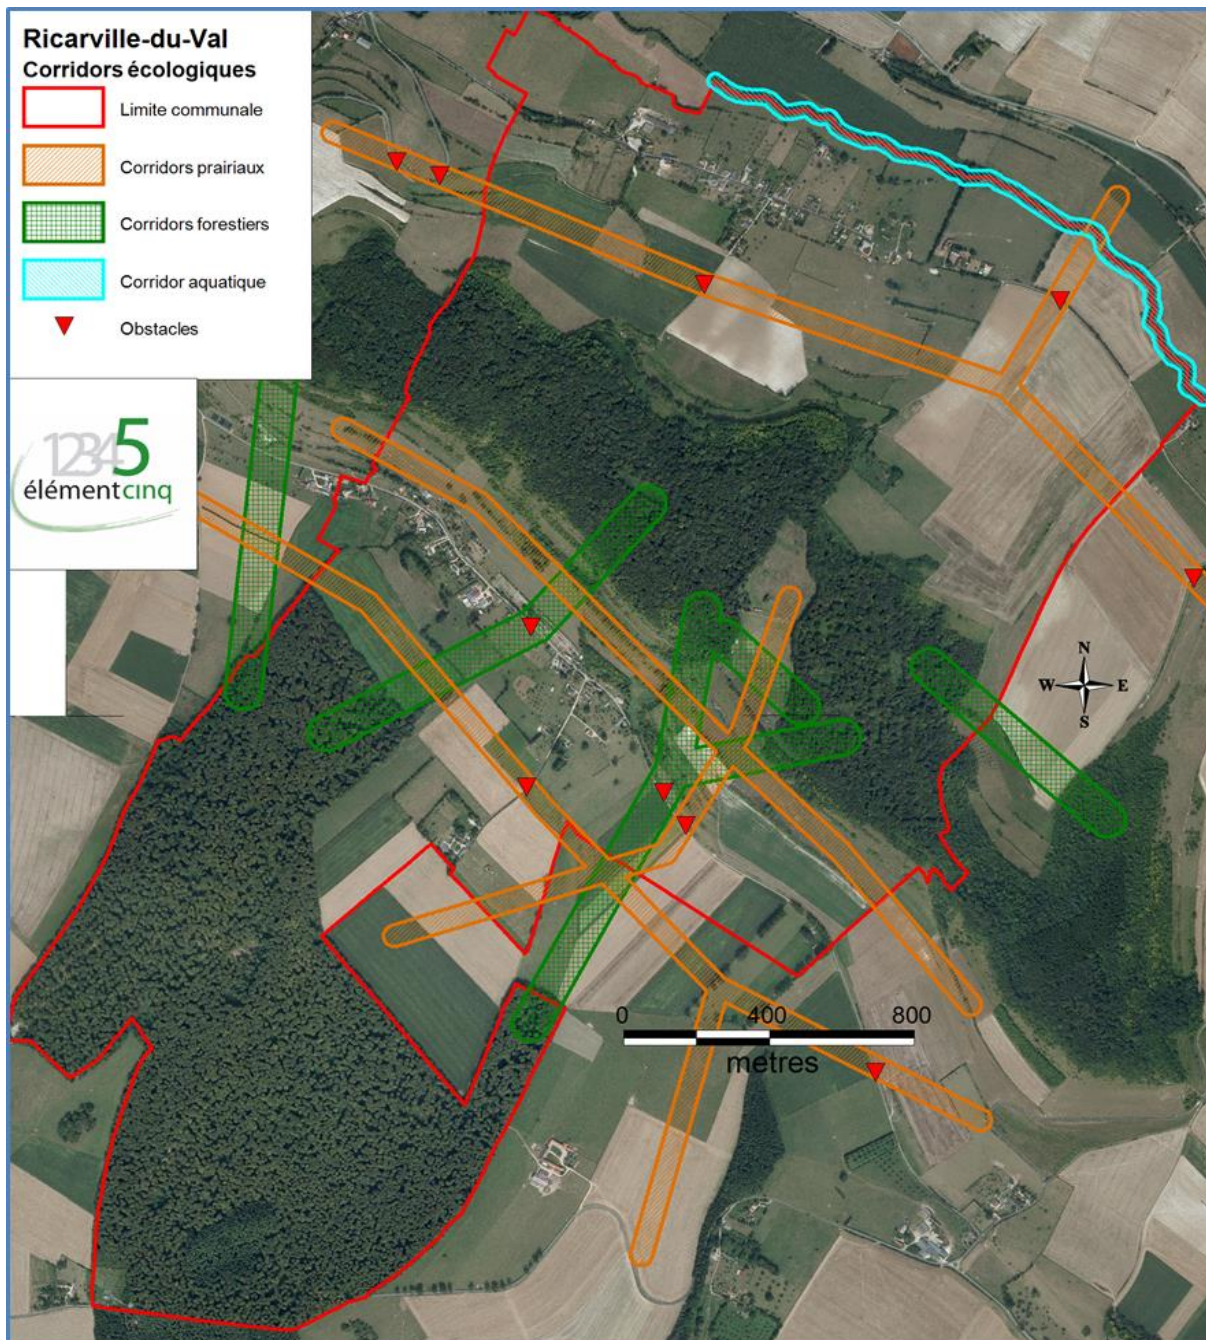 Ricarville-du-Val
Corridors écologiques
Limite communale
Corridors prairiaux
Corridors forestiers
Corridor aquatique
Obstacles
12345
élémentcinq
N
W E
S
0 400 800
metres